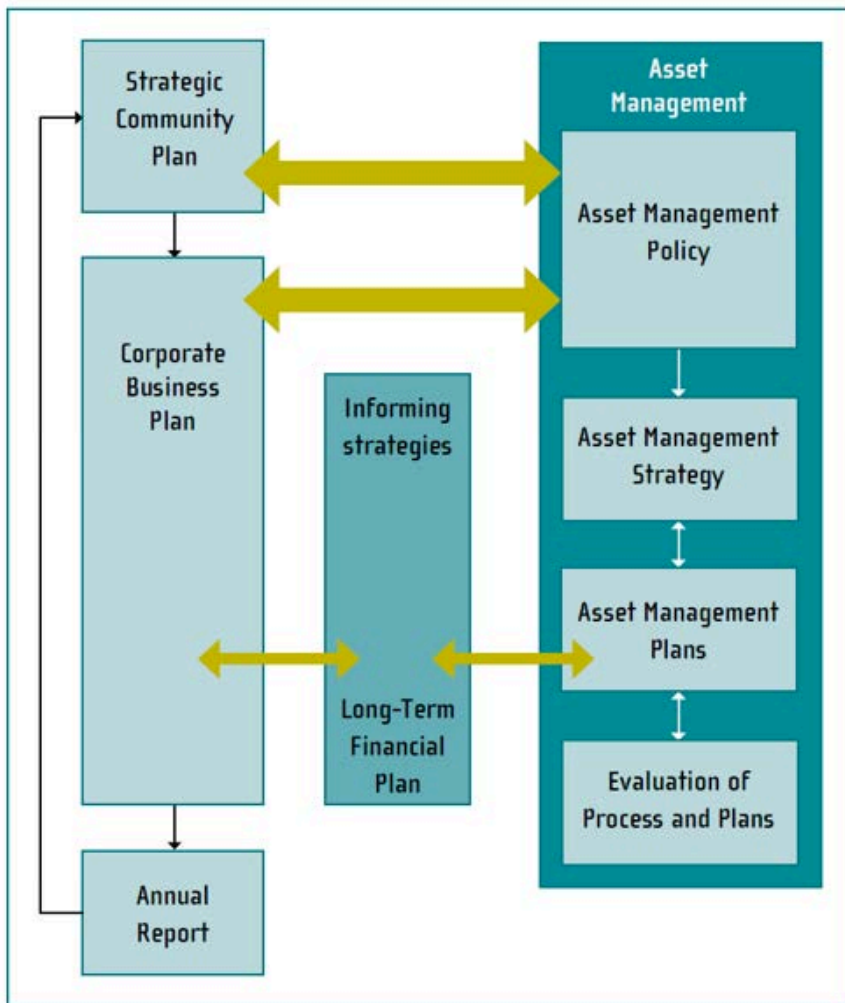 Strategic
Community
Plan
Corporate
Business
Plan
Annual
Report
Informing
strategies
Long-Term
Financial
Plan
Asset
Management
Asset Management
Policy
Asset Management
Strategy
Asset Management
Plans
Evaluation of
Process and Plans